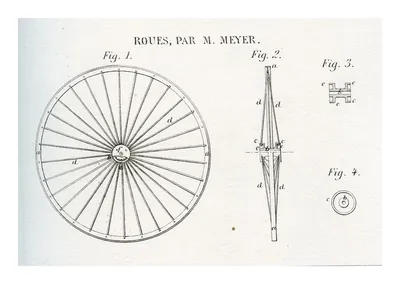 ROUES, PAR M. MEYER.
Fig. 1.
Fig. 2.
Fig. 3.
Fig. 4.
a
d
d
d
d
d
d
b
c
c
c
c
c
c
c
b